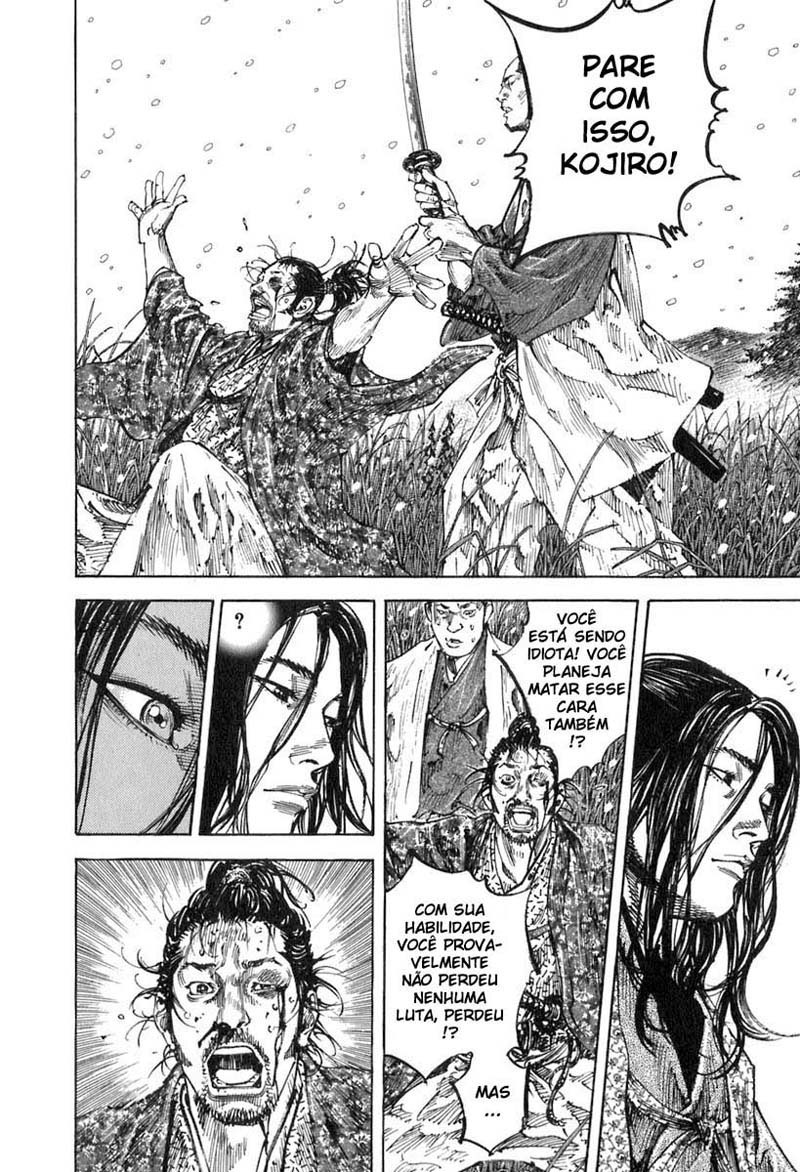 PARE
COM
ISSO,
KOJIRO!
VOCÊ
ESTÁ SENDO
IDIOTA! VOCÊ
PLANEJA
MATAR ESSE
CARA
TAMBÉM
!?
COM SUA
HABILIDADE,
VOCÊ PROVA-
VELMENTE
NÃO PERDEU
NENHUMA
LUTA, PERDEU
!?
MAS
...
?